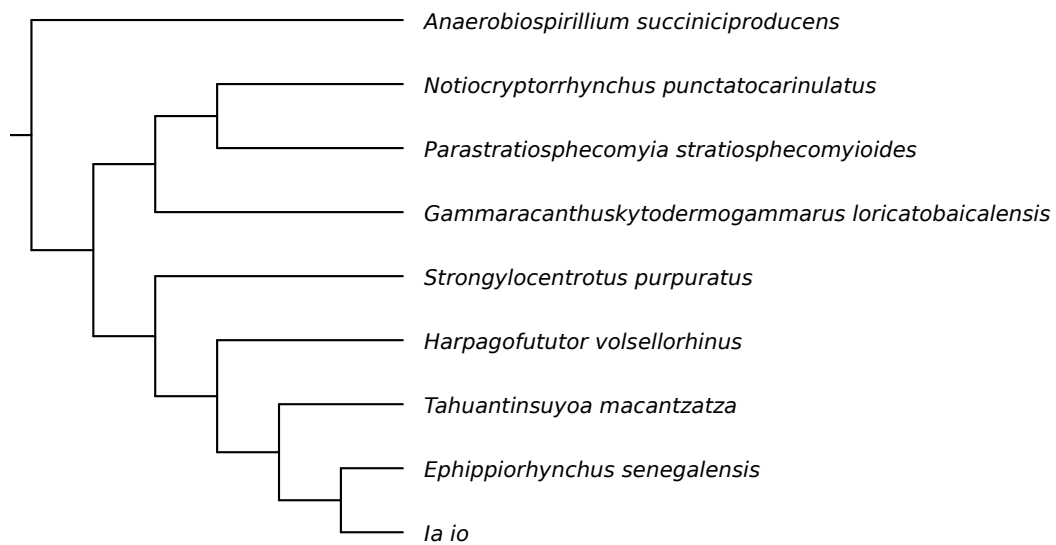 Anaerobiospirillium succiniciproducens
Notiocryptorrhynchus punctatocarinulatus
Parastratiosphecomyia stratiosphecomyioides
Gammaracanthuskytodermogammarus loricatobaicalensis
Strongylocentrotus purpuratus
Harpagofututor volsellorhinus
Tahuantinsuyoa macantzatza
Ephippiorhynchus senegalensis
Ia io